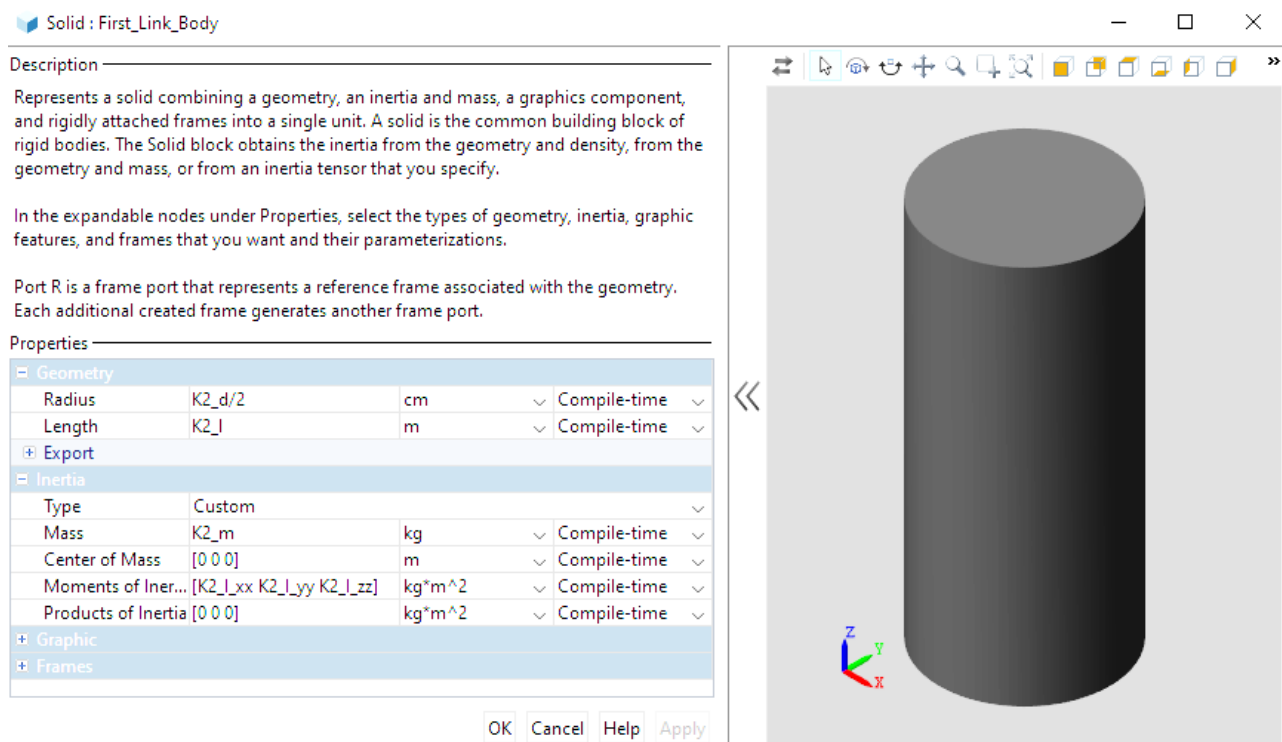 Solid : First_Link_Body
Description
Represents a solid combining a geometry, an inertia and mass, a graphics component,
and rigidly attached frames into a single unit. A solid is the common building block of
rigid bodies. The Solid block obtains the inertia from the geometry and density, from the
geometry and mass, or from an inertia tensor that you specify.
In the expandable nodes under Properties, select the types of geometry, inertia, graphic
features, and frames that you want and their parameterizations.
Port R is a frame port that represents a reference frame associated with the geometry.
Each additional created frame generates another frame port.
Properties
Geometry
Radius K2_d/2 cm Compile-time
Length K2_l m Compile-time
Export
Inertia
Type Custom
Mass K2_m kg Compile-time
Center of Mass [0 0 0] m Compile-time
Moments of Iner... [K2_I_xx K2_I_yy K2_I_zz] kg*m^2 Compile-time
Products of Inertia [0 0 0] kg*m^2 Compile-time
Graphic
Frames
OK Cancel Help Apply
Z
Y
X